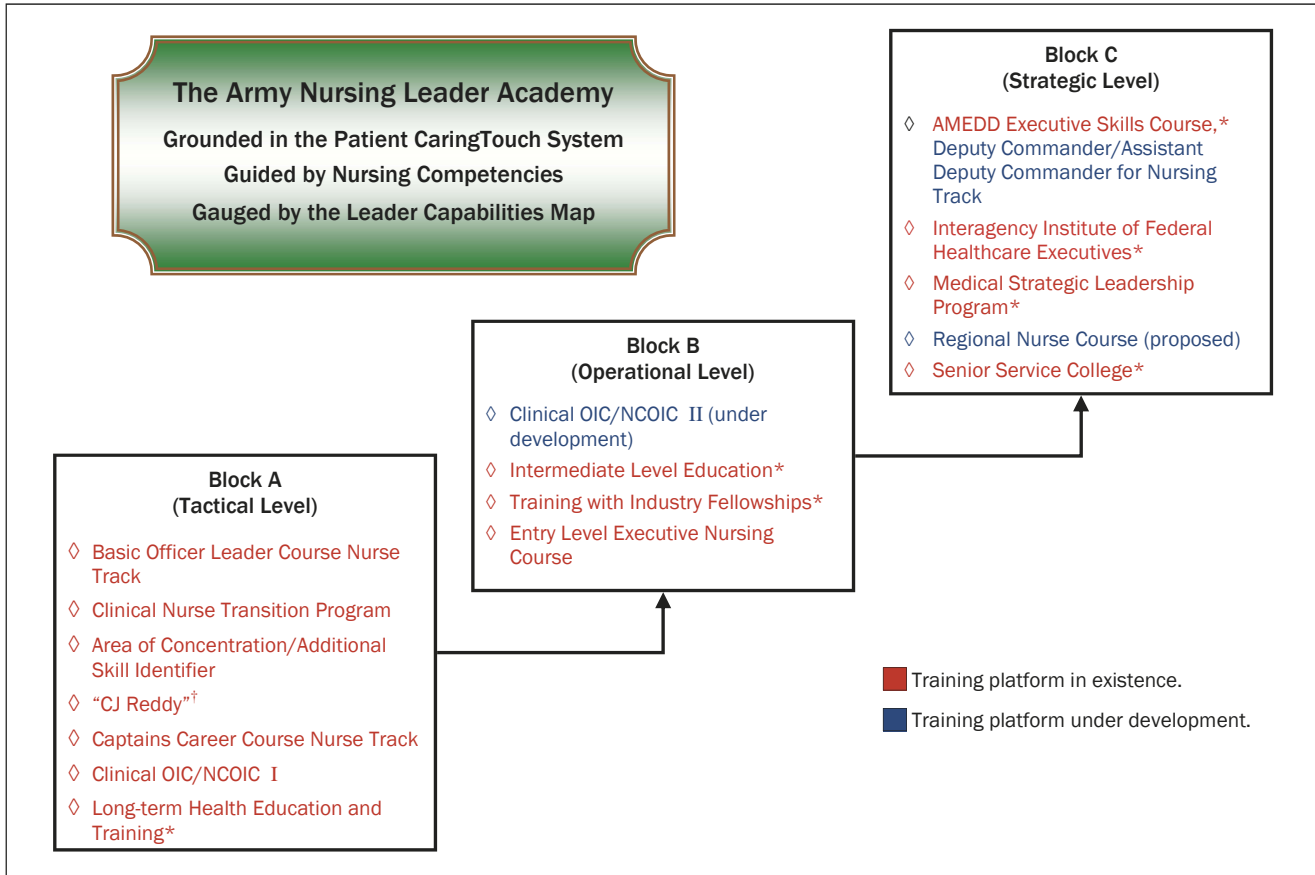 The Army Nursing Leader Academy
Grounded in the Patient CaringTouch System
Guided by Nursing Competencies
Gauged by the Leader Capabilities Map
Block A
(Tactical Level)
◊ Basic Officer Leader Course Nurse
Track
◊ Clinical Nurse Transition Program
◊ Area of Concentration/Additional
Skill Identifier
◊ “CJ Reddy”†
◊ Captains Career Course Nurse Track
◊ Clinical OIC/NCOIC I
◊ Long-term Health Education and
Training*
Block B
(Operational Level)
◊ Clinical OIC/NCOIC II (under
development)
◊ Intermediate Level Education*
◊ Training with Industry Fellowships*
◊ Entry Level Executive Nursing
Course
Block C
(Strategic Level)
◊ AMEDD Executive Skills Course,*
Deputy Commander/Assistant
Deputy Commander for Nursing
Track
◊ Interagency Institute of Federal
Healthcare Executives*
◊ Medical Strategic Leadership
Program*
◊ Regional Nurse Course (proposed)
◊ Senior Service College*
Training platform in existence.
Training platform under development.